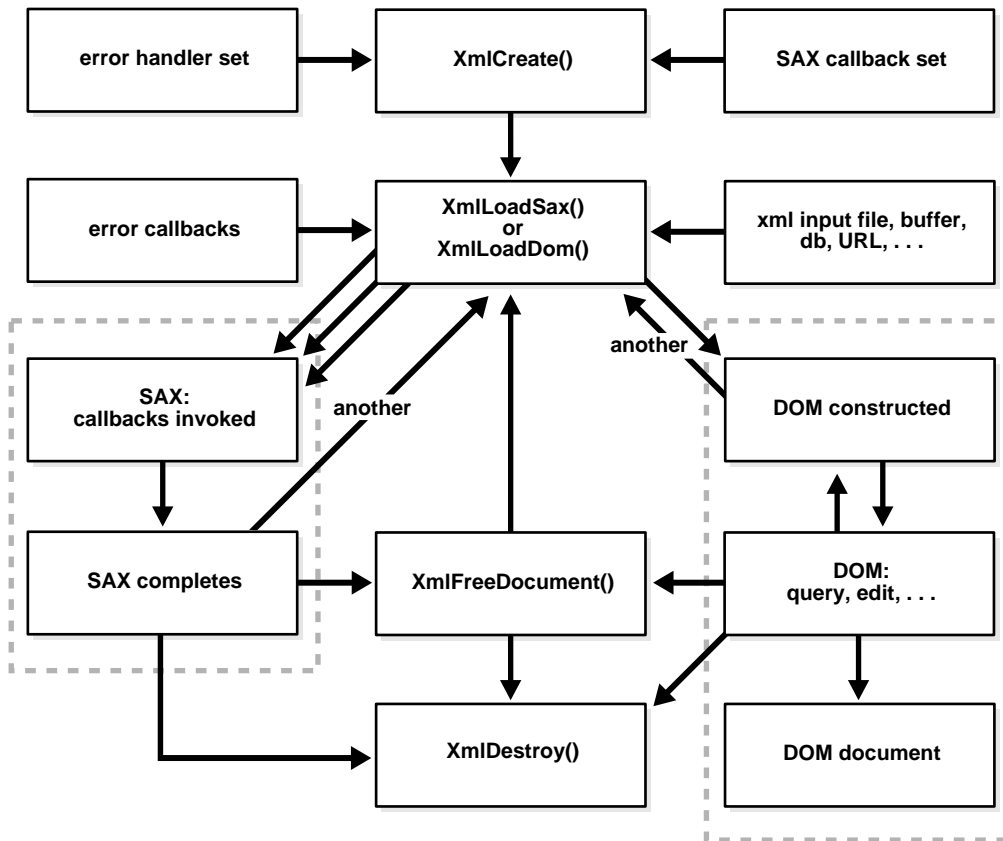 error handler set
XmlCreate()
SAX callback set
error callbacks
XmlLoadSax()
or
XmlLoadDom()
xml input file, buffer,
db, URL, . . .
another
SAX:
callbacks invoked
another
DOM constructed
SAX completes
XmlFreeDocument()
DOM:
query, edit, . . .
XmlDestroy()
DOM document